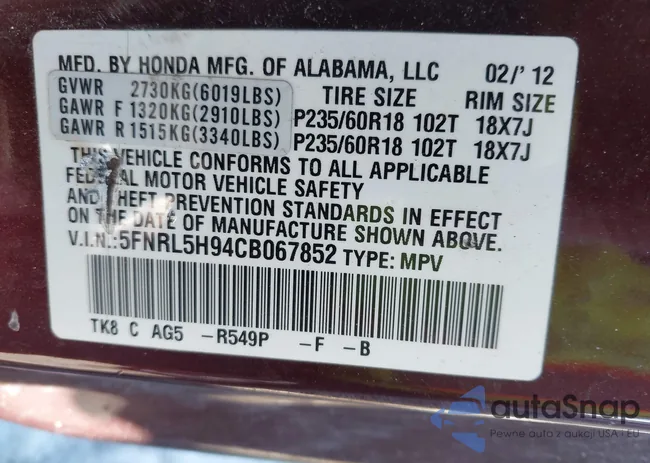 MFD. BY HONDA MFG. OF ALABAMA, LLC 02/'12
GVWR 2730KG(6019LBS) TIRE SIZE RIM SIZE
GAWR F 1320KG(2910LBS) P235/60R18 102T 18X7J
GAWR R 1515KG(3340LBS) P235/60R18 102T 18X7J
THIS VEHICLE CONFORMS TO ALL APPLICABLE
FEDERAL MOTOR VEHICLE SAFETY
AND THEFT PREVENTION STANDARDS IN EFFECT
ON THE DATE OF MANUFACTURE SHOWN ABOVE.
V.I.N.:5FNRL5H94CB067852 TYPE: MPV
TK8 C AG5 -R549P -F -B
autoSnap
Pewne auto z aukcji USA i EU